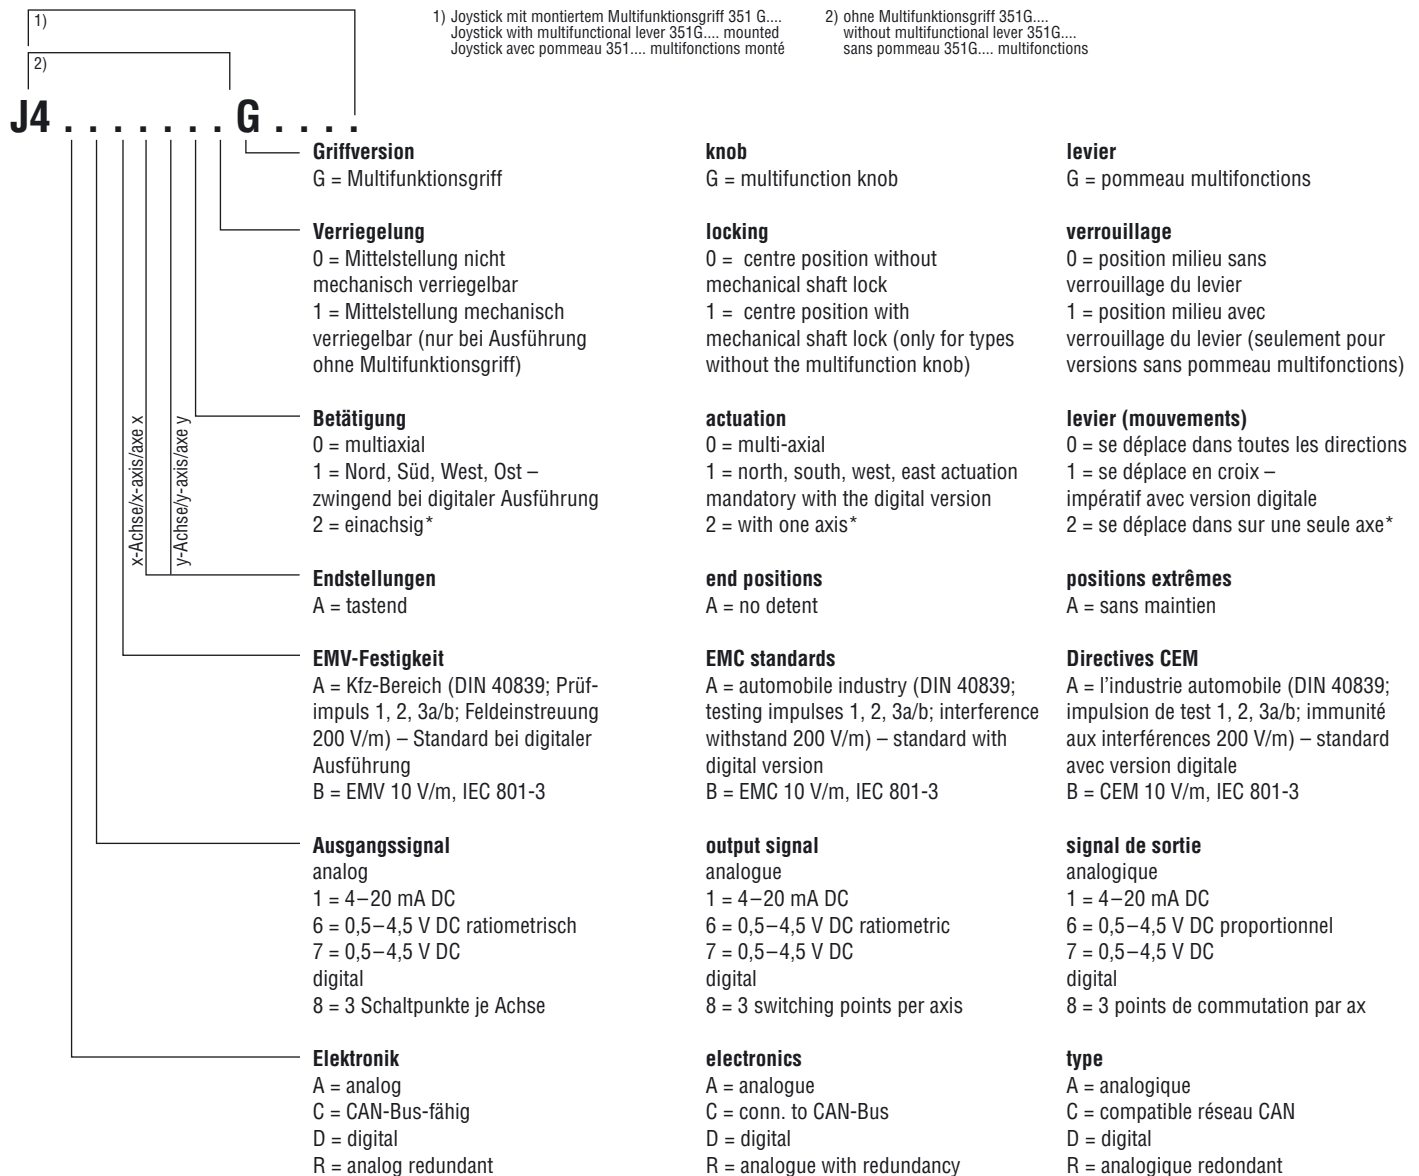 1)
1) Joystick mit montiertem Multifunktionsgriff 351 G....
Joystick with multifunctional lever 351G.... mounted
Joystick avec pommeau 351.... multifonctions monté
2) ohne Multifunktionsgriff 351G....
without multifunctional lever 351G....
sans pommeau 351G.... multifonctions
2)
J4 . . . . . . . G . . . .
Griffversion
G = Multifunktionsgriff
knob
G = multifunction knob
levier
G = pommeau multifonctions
Verriegelung
0 = Mittelstellung nicht
mechanisch verriegelbar
1 = Mittelstellung mechanisch
verriegelbar (nur bei Ausführung
ohne Multifunktionsgriff)
locking
0 = centre position without
mechanical shaft lock
1 = centre position with
mechanical shaft lock (only for types
without the multifunction knob)
verrouillage
0 = position milieu sans
verrouillage du levier
1 = position milieu avec
verrouillage du levier (seulement pour
versions sans pommeau multifonctions)
x-Achse/x-axis/axe x
y-Achse/y-axis/axe y
Betätigung
0 = multiaxial
1 = Nord, Süd, West, Ost –
zwingend bei digitaler Ausführung
2 = einachsig*
actuation
0 = multi-axial
1 = north, south, west, east actuation
mandatory with the digital version
2 = with one axis*
levier (mouvements)
0 = se déplace dans toutes les directions
1 = se déplace en croix –
impératif avec version digitale
2 = se déplace dans sur une seule axe*
Endstellungen
A = tastend
end positions
A = no detent
positions extrêmes
A = sans maintien
EMV-Festigkeit
A = Kfz-Bereich (DIN 40839; Prüf-
impuls 1, 2, 3a/b; Feldeinstreuung
200 V/m) – Standard bei digitaler
Ausführung
B = EMV 10 V/m, IEC 801-3
EMC standards
A = automobile industry (DIN 40839;
testing impulses 1, 2, 3a/b; interference
withstand 200 V/m) – standard with
digital version
B = EMC 10 V/m, IEC 801-3
Directives CEM
A = l’industrie automobile (DIN 40839;
impulsion de test 1, 2, 3a/b; immunité
aux interférences 200 V/m) – standard
avec version digitale
B = CEM 10 V/m, IEC 801-3
Ausgangssignal
analog
1 = 4–20 mA DC
6 = 0,5–4,5 V DC ratiometrisch
7 = 0,5–4,5 V DC
digital
8 = 3 Schaltpunkte je Achse
output signal
analogue
1 = 4–20 mA DC
6 = 0,5–4,5 V DC ratiometric
7 = 0,5–4,5 V DC
digital
8 = 3 switching points per axis
signal de sortie
analogique
1 = 4–20 mA DC
6 = 0,5–4,5 V DC proportionnel
7 = 0,5–4,5 V DC
digital
8 = 3 points de commutation par ax
Elektronik
A = analog
C = CAN-Bus-fähig
D = digital
R = analog redundant
electronics
A = analogue
C = conn. to CAN-Bus
D = digital
R = analogue with redundancy
type
A = analogique
C = compatible réseau CAN
D = digital
R = analogique redondant